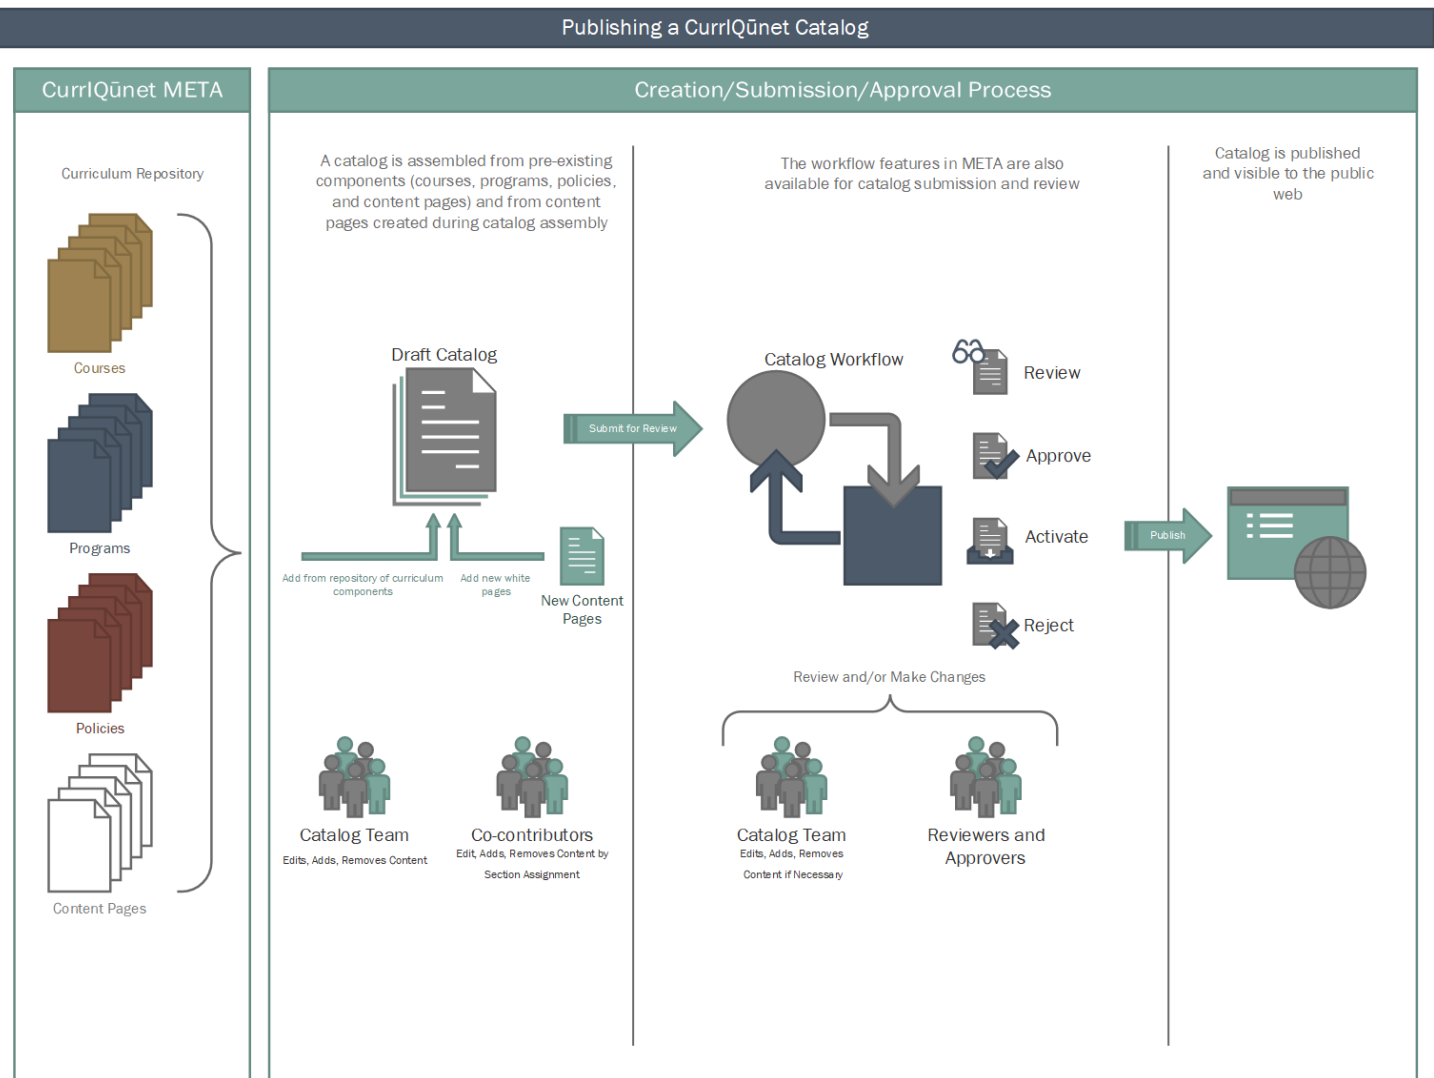 Publishing a CurrIQūnet Catalog
CurrIQūnet META
Creation/Submission/Approval Process
Curriculum Repository
Courses
Programs
Policies
Content Pages
A catalog is assembled from pre-existing
components (courses, programs, policies,
and content pages) and from content
pages created during catalog assembly
Draft Catalog
Submit for Review
Add from repository of curriculum
components
Add new white
pages
New Content
Pages
Catalog Team
Edits, Adds, Removes Content
Co-contributors
Edit, Adds, Removes Content by
Section Assignment
The workflow features in META are also
available for catalog submission and review
Catalog Workflow
Review
Approve
Activate
Reject
Review and/or Make Changes
Catalog Team
Edits, Adds, Removes
Content if Necessary
Reviewers and
Approvers
Catalog is published
and visible to the public
web
Publish